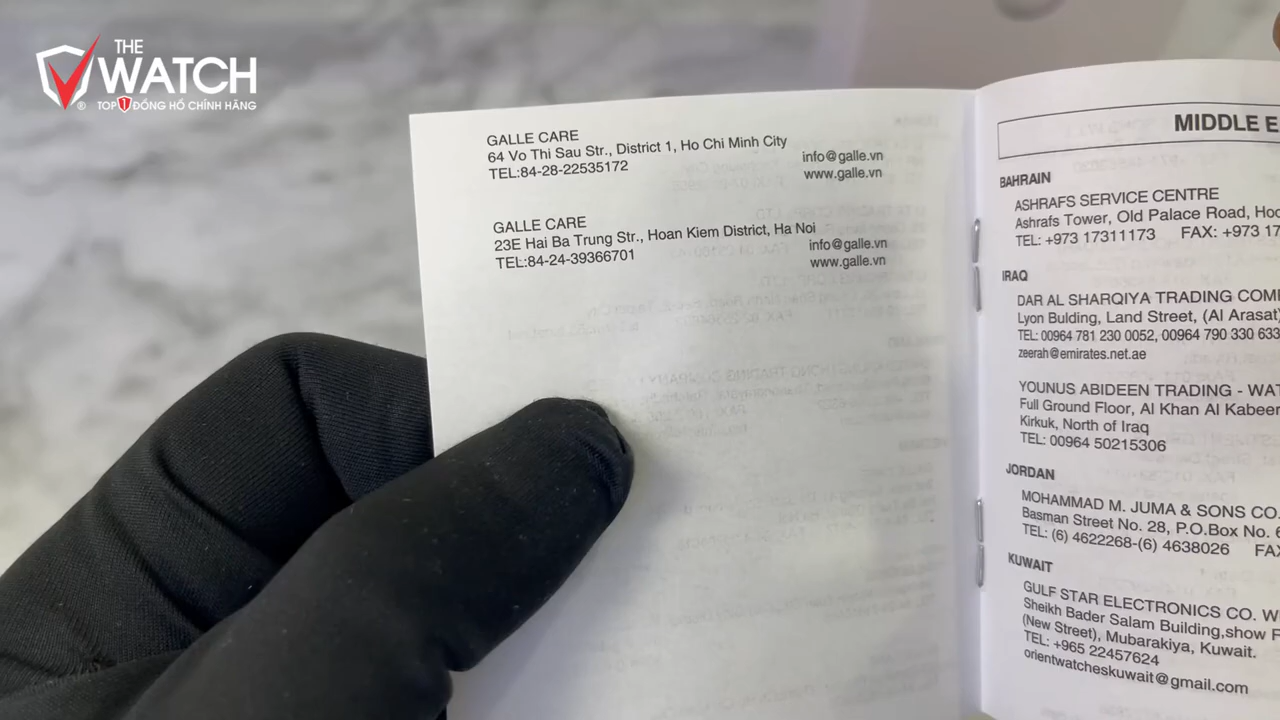 THE
WATCH
TOP 1 ĐỒNG HỒ CHÍNH HÃNG
GALLE CARE
64 Vo Thi Sau Str., District 1, Ho Chi Minh City
TEL:84-28-22535172
info@galle.vn
www.galle.vn
GALLE CARE
23E Hai Ba Trung Str., Hoan Kiem District, Ha Noi
TEL:84-24-39366701
info@galle.vn
www.galle.vn
MIDDLE E
BAHRAIN
ASHRAFS SERVICE CENTRE
Ashrafs Tower, Old Palace Road, Hoo
TEL: +973 17311173 FAX: +973 17
IRAQ
DAR AL SHARQIYA TRADING COM
Lyon Bulding, Land Street, (Al Arasat)
TEL: 00964 781 230 0052, 00964 790 330 633
zeerah@emirates.net.ae
YOUNUS ABIDEEN TRADING - WAT
Full Ground Floor, Al Khan Al Kabeer
Kirkuk, North of Iraq
TEL: 00964 50215306
JORDAN
MOHAMMAD M. JUMA & SONS CO.
Basman Street No. 28, P.O.Box No. 6
TEL: (6) 4622268-(6) 4638026 FAX
KUWAIT
GULF STAR ELECTRONICS CO. W
Sheikh Bader Salam Building,show
(New Street), Mubarakiya, Kuwait.
TEL: +965 22457624
orientwatcheskuwait@gmail.com